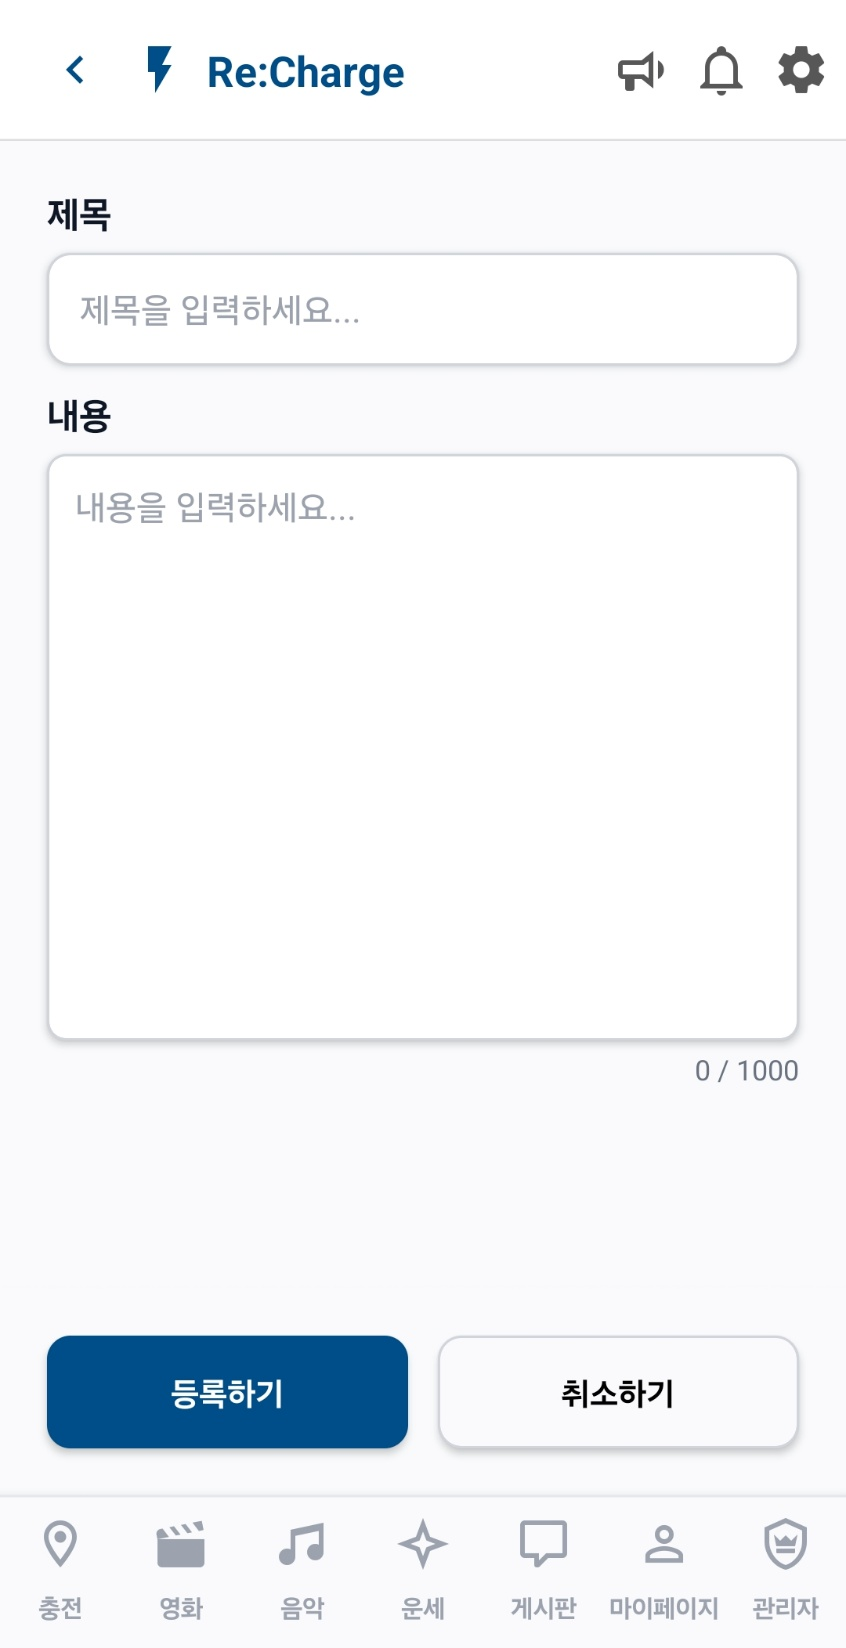 Re:Charge
제목
제목을 입력하세요...
내용
내용을 입력하세요...
0 / 1000
등록하기 취소하기
충전 영화 음악 운세 게시판 마이페이지 관리자